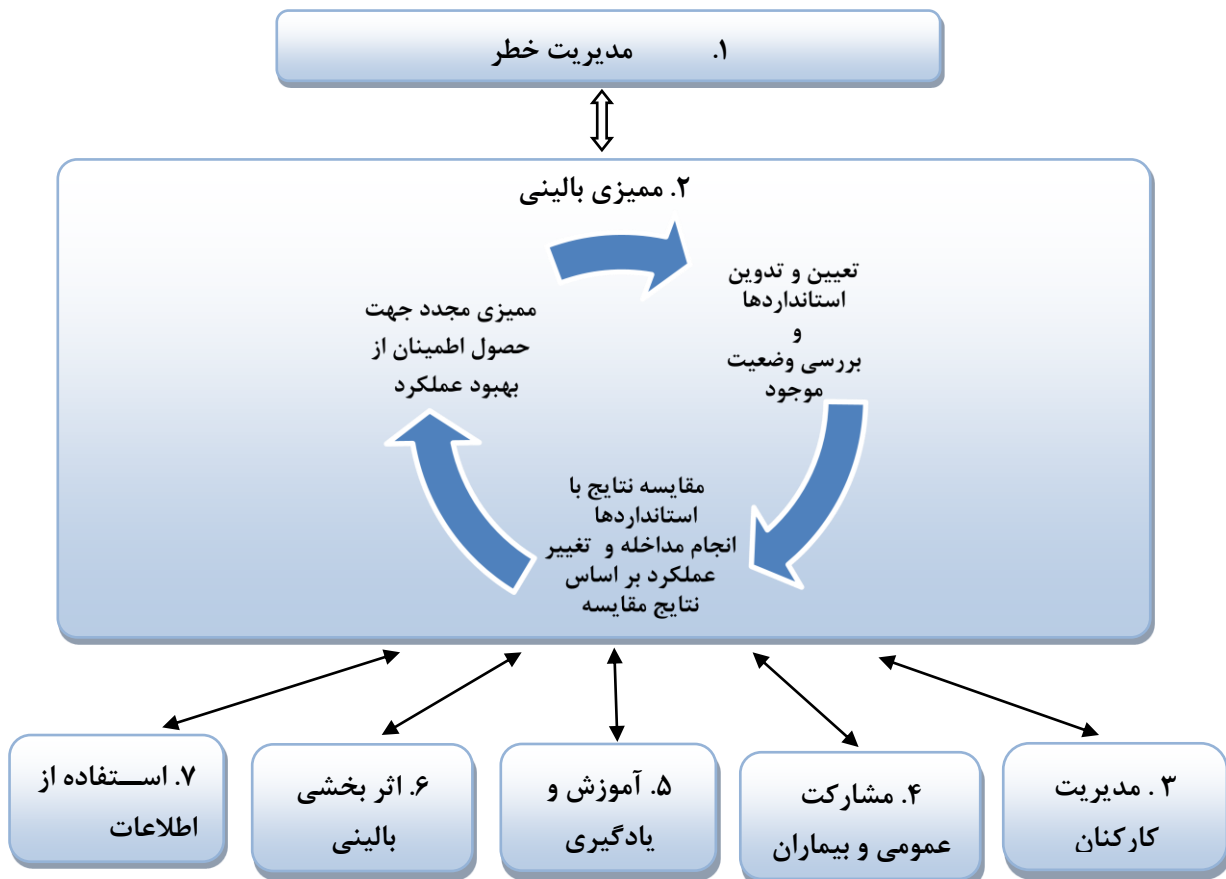 ۱. مدیریت خطر
۲. ممیزی بالینی
تعیین و تدوین
استانداردها
و
بررسی وضعیت
موجود
مقایسه نتایج با
استانداردها
انجام مداخله و تغییر
عملکرد بر اساس
نتایج مقایسه
ممیزی مجدد جهت
حصول اطمینان از
بهبود عملکرد
۳ . مدیریت
کارکنان
۴. مشارکت
عمومی و بیماران
۵. آموزش و
یادگیری
۶. اثر بخشی
بالینی
۷. اســـتفاده از
اطلاعات